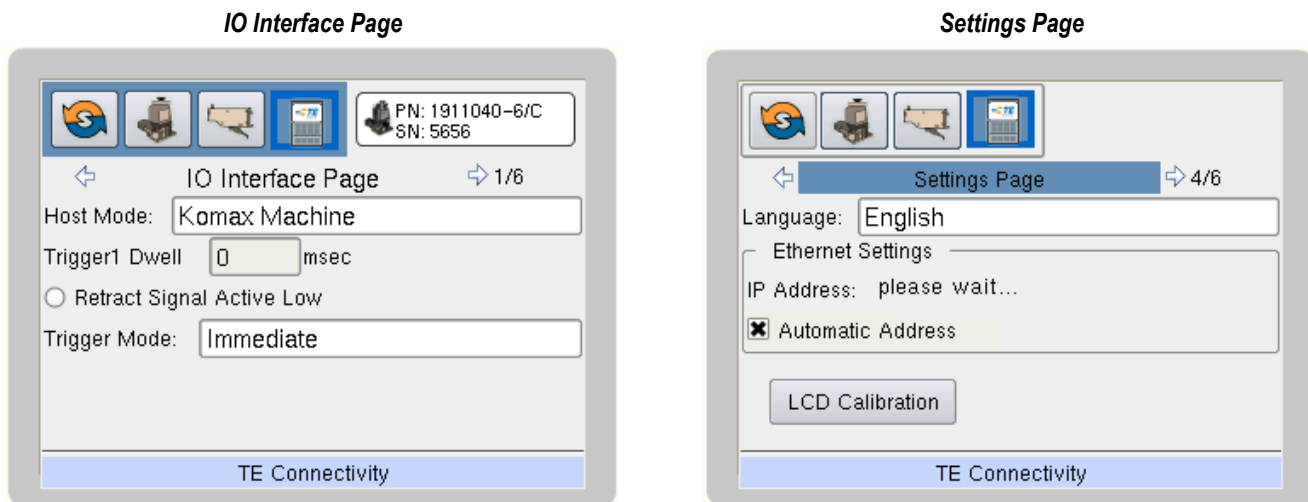 IO Interface Page
PN: 1911040-6/C
SN: 5656
IO Interface Page
1/6
Host Mode: Komax Machine
Trigger1 Dwell 0 msec
Retract Signal Active Low
Trigger Mode: Immediate
TE Connectivity
Settings Page
Settings Page
4/6
Language: English
Ethernet Settings
IP Address: please wait...
Automatic Address
LCD Calibration
TE Connectivity